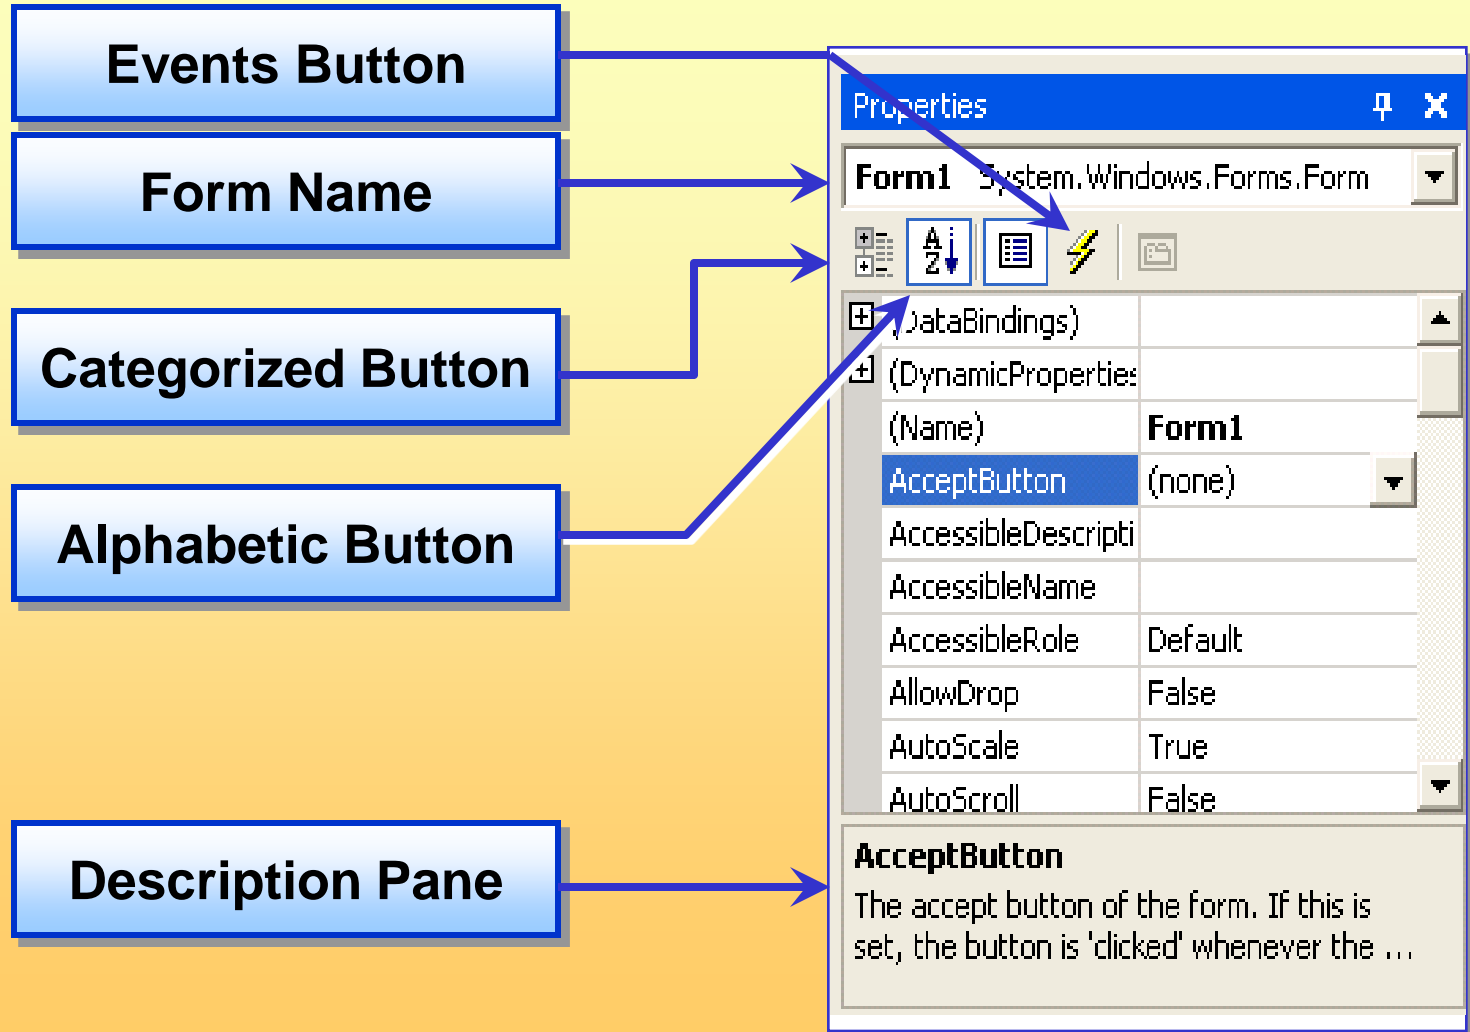 Events Button
Form Name
Categorized Button
Alphabetic Button
Description Pane
Properties
Form1 System.Windows.Forms.Form
A
Z
(DataBindings)
(DynamicProperties
(Name) Form1
AcceptButton (none)
AccessibleDescripti
AccessibleName
AccessibleRole Default
AllowDrop False
AutoScale True
AutoScroll False
AcceptButton
The accept button of the form. If this is
set, the button is 'clicked' whenever the ...